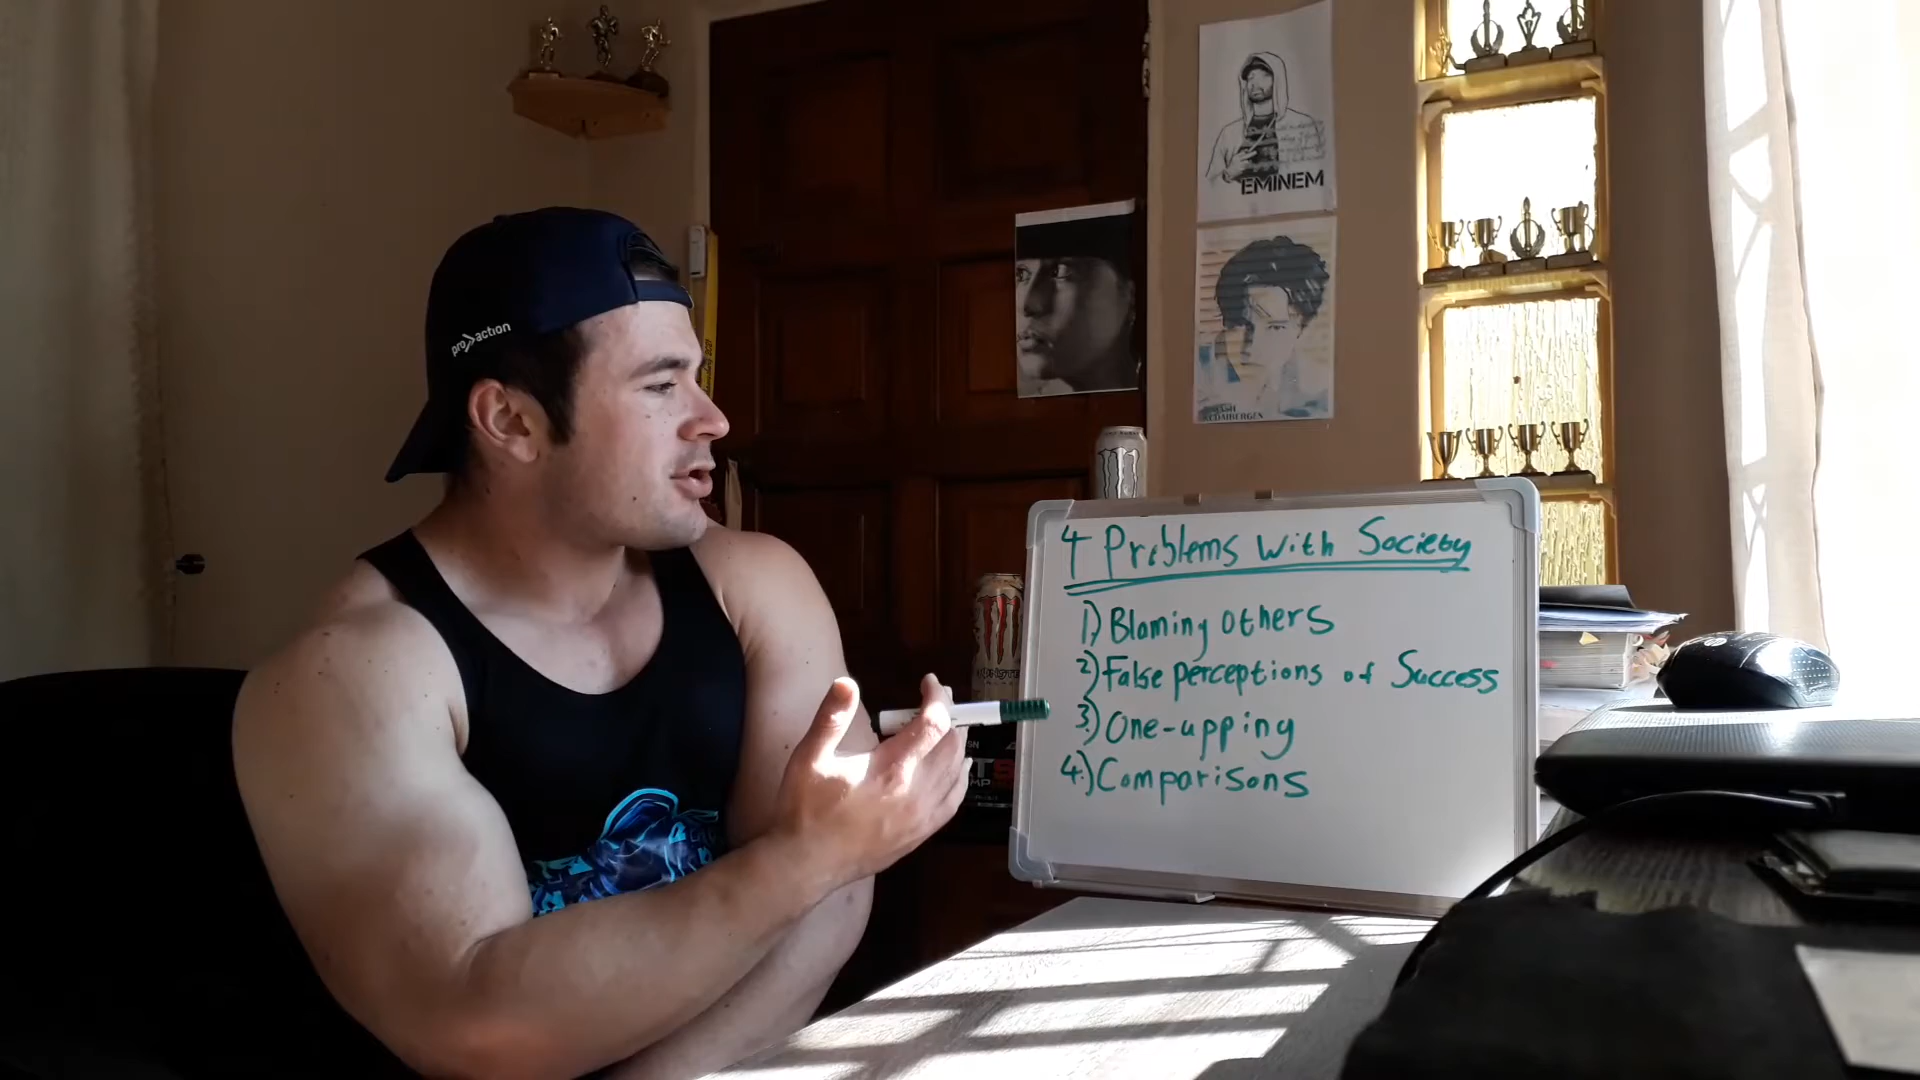 pro action
EMINEM
4 Problems with Society
1) Blaming others
2) False perceptions of Success
3.) One-upping
4.) Comparisons